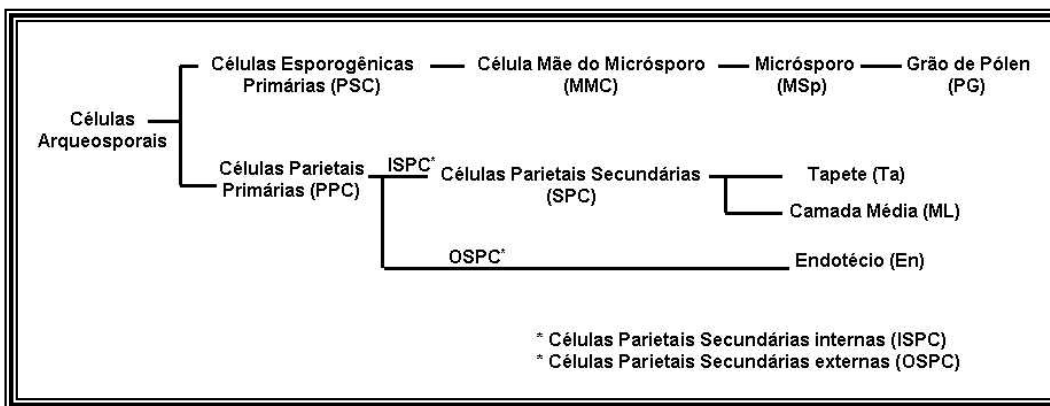 Células Esporogênicas
Primárias (PSC)
Célula Mãe do Micrósporo
(MMC)
Micrósporo
(MSp)
Grão de Pólen
(PG)
Células
Arqueosporais
Células Parietais
Primárias (PPC)
ISPC*
Células Parietais Secundárias
(SPC)
Tapete (Ta)
Camada Média (ML)
OSPC*
Endotécio (En)
* Células Parietais Secundárias internas (ISPC)
* Células Parietais Secundárias externas (OSPC)